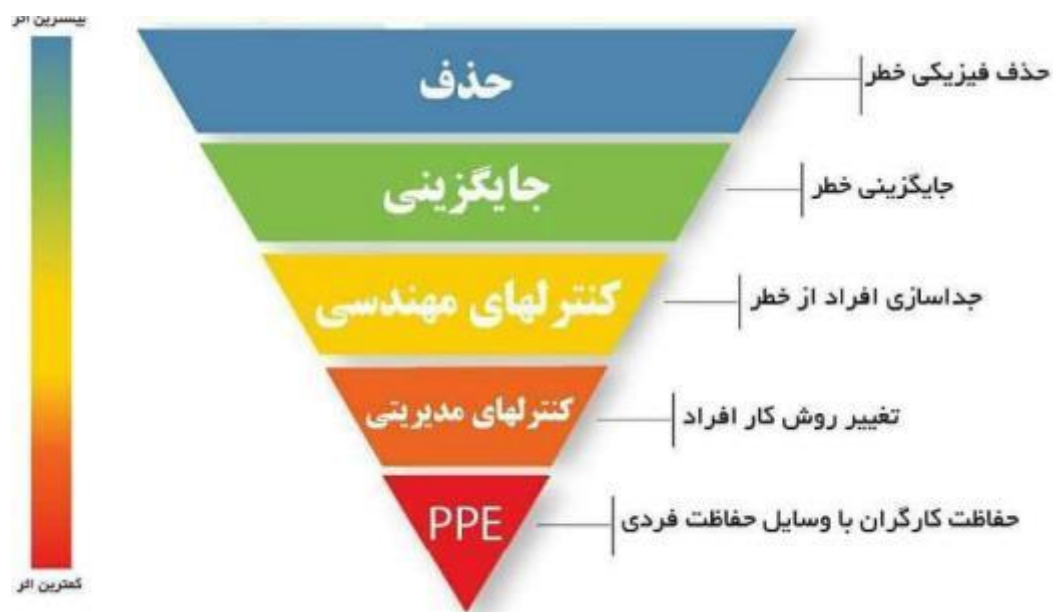 بیشترین اثر
حذف
حذف فیزیکی خطر
جایگزینی
جایگزینی خطر
کنترلهای مهندسی
جداسازی افراد از خطر
کنترلهای مدیریتی
تغییر روش کار افراد
PPE
حفاظت کارگران با وسایل حفاظت فردی
کمترین اثر